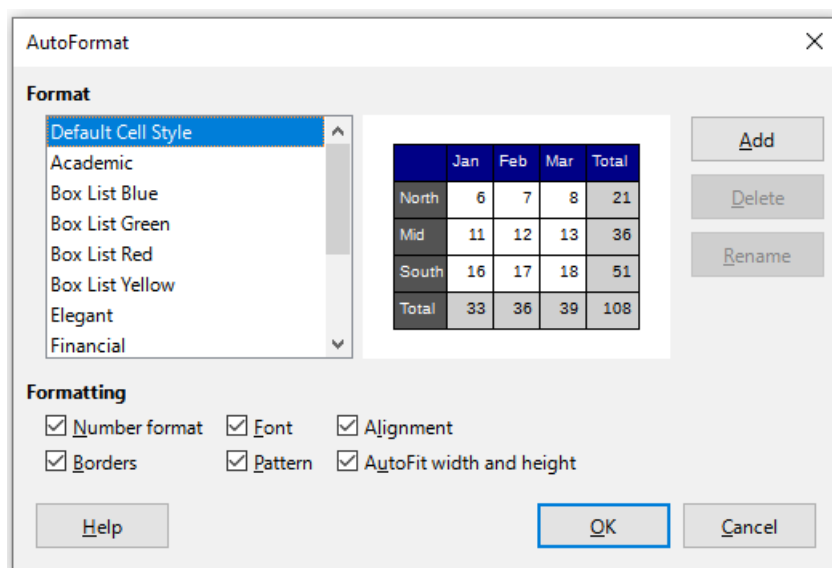 AutoFormat
Format
Default Cell Style
Academic
Box List Blue
Box List Green
Box List Red
Box List Yellow
Elegant
Financial
Jan Feb Mar Total
North 6 7 8 21
Mid 11 12 13 36
South 16 17 18 51
Total 33 36 39 108
Add
Delete
Rename
Formatting
Number format Font Alignment
Borders Pattern AutoFit width and height
Help OK Cancel